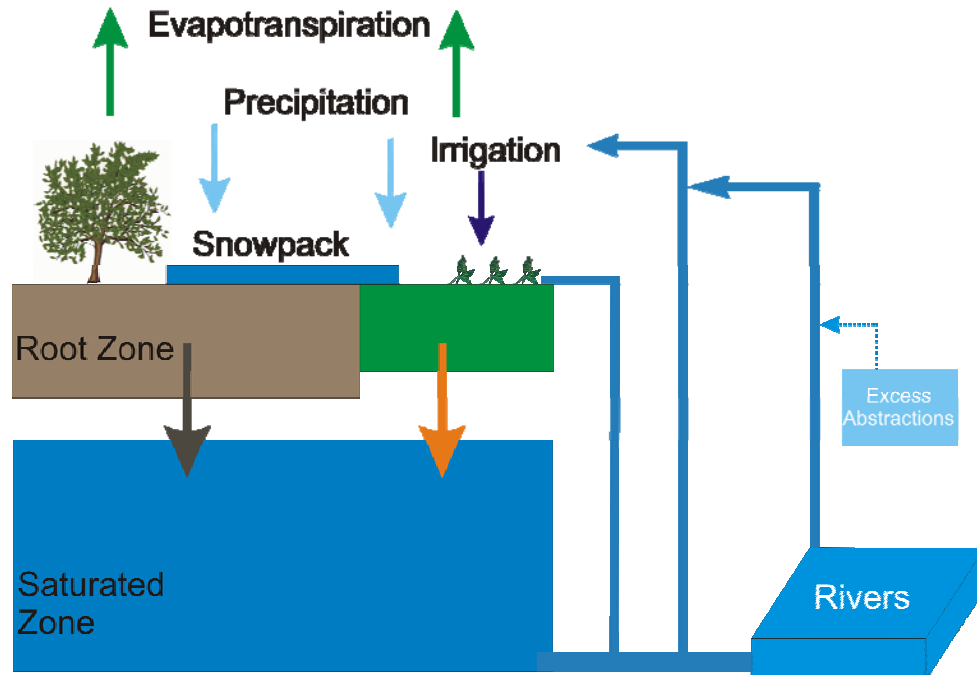 Evapotranspiration
Precipitation
Irrigation
Snowpack
Root Zone
Excess
Abstractions
Saturated
Zone
Rivers